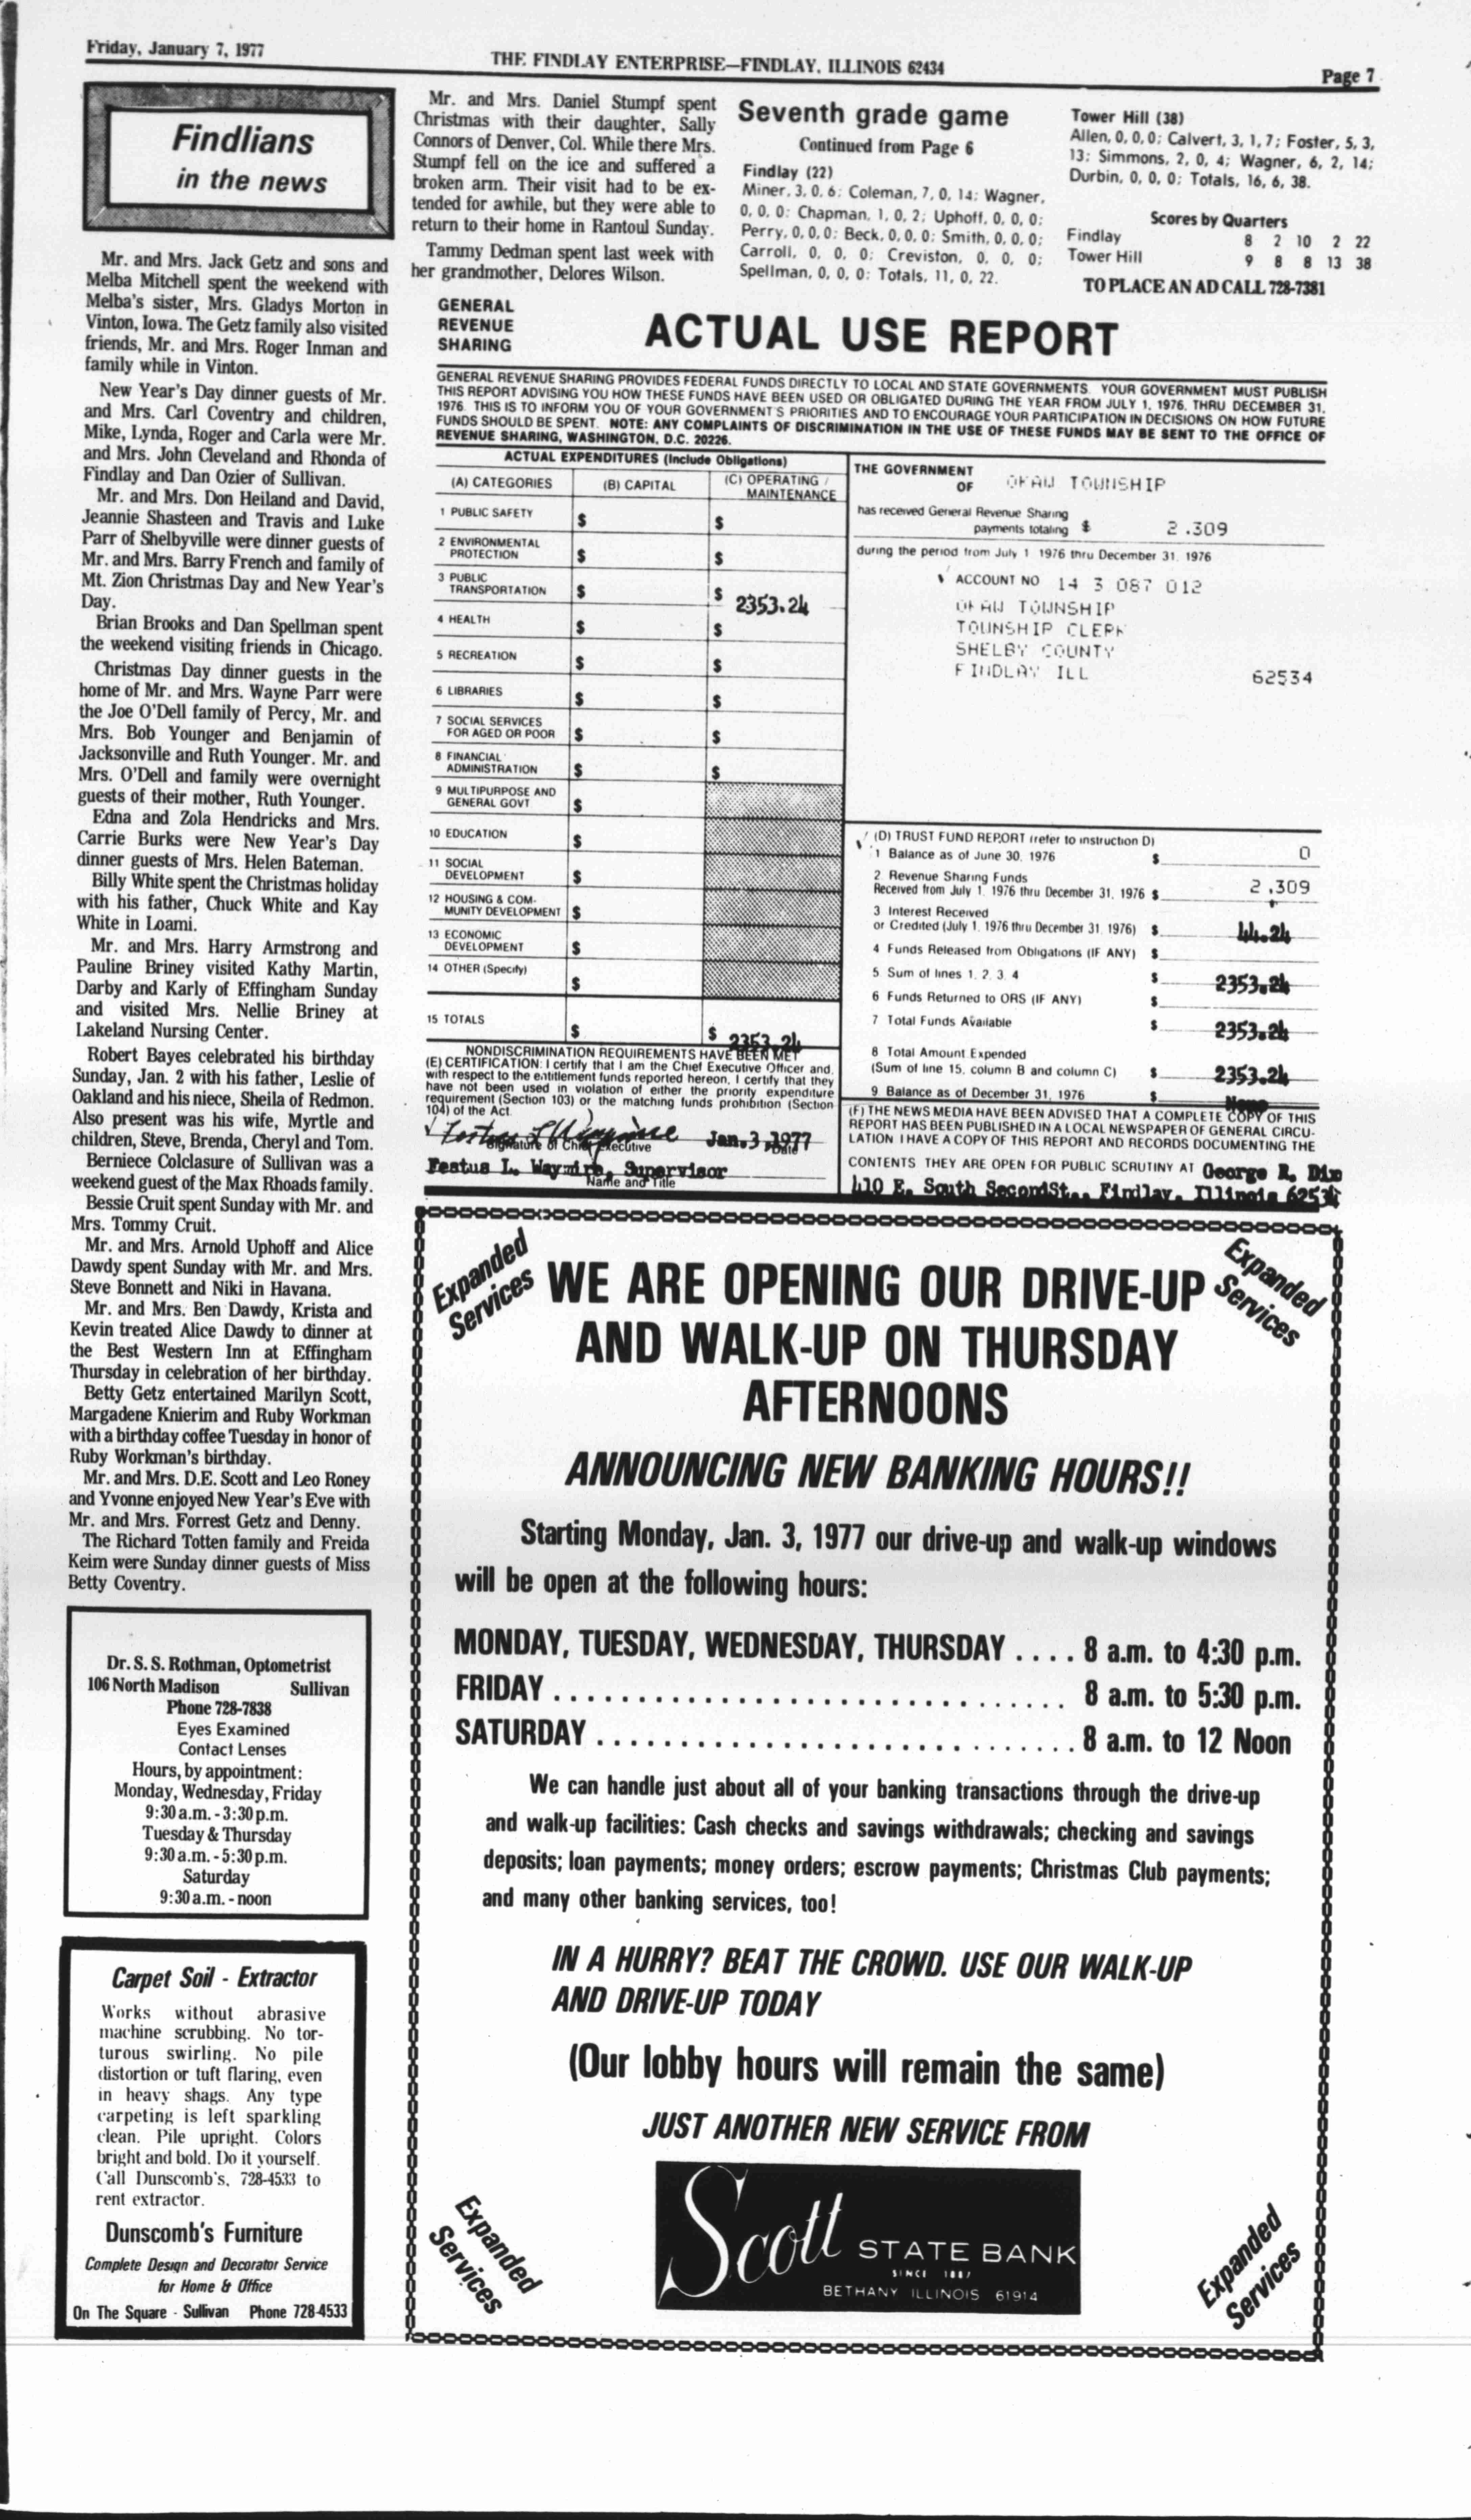 Friday, January 7, 1977
THE FINDLAY ENTERPRISE—FINDLAY, ILLINOIS 62434
Page 7
Findlians
in the news
Mr. and Mrs. Jack Getz and sons and
Melba Mitchell spent the weekend with
Melba's sister, Mrs. Gladys Morton in
Vinton, Iowa. The Getz family also visited
friends, Mr. and Mrs. Roger Inman and
family while in Vinton.
New Year's Day dinner guests of Mr.
and Mrs. Carl Coventry and children,
Mike, Lynda, Roger and Carla were Mr.
and Mrs. John Cleveland and Rhonda of
Findlay and Dan Ozier of Sullivan.
Mr. and Mrs. Don Heiland and David,
Jeannie Shasteen and Travis and Luke
Parr of Shelbyville were dinner guests of
Mr. and Mrs. Barry French and family of
Mt. Zion Christmas Day and New Year's
Day.
Brian Brooks and Dan Spellman spent
the weekend visiting friends in Chicago.
Christmas Day dinner guests in the
home of Mr. and Mrs. Wayne Parr were
the Joe O'Dell family of Percy, Mr. and
Mrs. Bob Younger and Benjamin of
Jacksonville and Ruth Younger. Mr. and
Mrs. O'Dell and family were overnight
guests of their mother, Ruth Younger.
Edna and Zola Hendricks and Mrs.
Carrie Burks were New Year's Day
dinner guests of Mrs. Helen Bateman.
Billy White spent the Christmas holiday
with his father, Chuck White and Kay
White in Loami.
Mr. and Mrs. Harry Armstrong and
Pauline Briney visited Kathy Martin,
Darby and Karly of Effingham Sunday
and visited Mrs. Nellie Briney at
Lakeland Nursing Center.
Robert Bayes celebrated his birthday
Sunday, Jan. 2 with his father, Leslie of
Oakland and his niece, Sheila of Redmon.
Also present was his wife, Myrtle and
children, Steve, Brenda, Cheryl and Tom.
Berniece Colclasure of Sullivan was a
weekend guest of the Max Rhoads family.
Bessie Cruit spent Sunday with Mr. and
Mrs. Tommy Cruit.
Mr. and Mrs. Arnold Uphoff and Alice
Dawdy spent Sunday with Mr. and Mrs.
Steve Bonnett and Niki in Havana.
Mr. and Mrs. Ben Dawdy, Krista and
Kevin treated Alice Dawdy to dinner at
the Best Western Inn at Effingham
Thursday in celebration of her birthday.
Betty Getz entertained Marilyn Scott,
Margadene Knierim and Ruby Workman
with a birthday coffee Tuesday in honor of
Ruby Workman's birthday.
Mr. and Mrs. D.E. Scott and Leo Roney
and Yvonne enjoyed New Year's Eve with
Mr. and Mrs. Forrest Getz and Denny.
The Richard Totten family and Freida
Keim were Sunday dinner guests of Miss
Betty Coventry.
Dr. S. S. Rothman, Optometrist
106 North Madison Sullivan
Phone 728-7838
Eyes Examined
Contact Lenses
Hours, by appointment:
Monday, Wednesday, Friday
9:30 a.m. - 3:30 p.m.
Tuesday & Thursday
9:30 a.m. - 5:30 p.m.
Saturday
9:30 a.m. - noon
Carpet Soil - Extractor
Works without abrasive
machine scrubbing. No tor-
turous swirling. No pile
distortion or tuft flaring, even
in heavy shags. Any type
carpeting is left sparkling
clean. Pile upright. Colors
bright and bold. Do it yourself.
Call Dunscomb's, 728-4533 to
rent extractor.
Dunscomb's Furniture
Complete Design and Decorator Service
for Home & Office
On The Square - Sullivan Phone 728-4533
Mr. and Mrs. Daniel Stumpf spent
Christmas with their daughter, Sally
Connors of Denver, Col. While there Mrs.
Stumpf fell on the ice and suffered a
broken arm. Their visit had to be ex-
tended for awhile, but they were able to
return to their home in Rantoul Sunday.
Tammy Dedman spent last week with
her grandmother, Delores Wilson.
Seventh grade game
Continued from Page 6
Findlay (22)
Miner, 3, 0, 6; Coleman, 7, 0, 14; Wagner,
0, 0, 0; Chapman, 1, 0, 2; Uphoff, 0, 0, 0;
Perry, 0, 0, 0; Beck, 0, 0, 0; Smith, 0, 0, 0;
Carroll, 0, 0, 0; Creviston, 0, 0, 0;
Spellman, 0, 0, 0; Totals, 11, 0, 22.
Tower Hill (38)
Allen, 0, 0, 0; Calvert, 3, 1, 7; Foster, 5, 3,
13; Simmons, 2, 0, 4; Wagner, 6, 2, 14;
Durbin, 0, 0, 0; Totals, 16, 6, 38.
Scores by Quarters
Findlay 8 2 10 2 22
Tower Hill 9 8 8 13 38
TO PLACE AN AD CALL 728-7381
GENERAL
REVENUE
SHARING
ACTUAL USE REPORT
GENERAL REVENUE SHARING PROVIDES FEDERAL FUNDS DIRECTLY TO LOCAL AND STATE GOVERNMENTS. YOUR GOVERNMENT MUST PUBLISH
THIS REPORT ADVISING YOU HOW THESE FUNDS HAVE BEEN USED OR OBLIGATED DURING THE YEAR FROM JULY 1, 1976, THRU DECEMBER 31,
1976. THIS IS TO INFORM YOU OF YOUR GOVERNMENT'S PRIORITIES AND TO ENCOURAGE YOUR PARTICIPATION IN DECISIONS ON HOW FUTURE
FUNDS SHOULD BE SPENT. NOTE: ANY COMPLAINTS OF DISCRIMINATION IN THE USE OF THESE FUNDS MAY BE SENT TO THE OFFICE OF
REVENUE SHARING, WASHINGTON, D.C. 20226.
ACTUAL EXPENDITURES (Include Obligations)
(A) CATEGORIES (B) CAPITAL (C) OPERATING /
MAINTENANCE
1 PUBLIC SAFETY $ $
2 ENVIRONMENTAL
PROTECTION $ $
3 PUBLIC
TRANSPORTATION $ $ 2353.24
4 HEALTH $ $
5 RECREATION $ $
6 LIBRARIES $ $
7 SOCIAL SERVICES
FOR AGED OR POOR $ $
8 FINANCIAL
ADMINISTRATION $ $
9 MULTIPURPOSE AND
GENERAL GOVT $
10 EDUCATION $
11 SOCIAL
DEVELOPMENT $
12 HOUSING & COM-
MUNITY DEVELOPMENT $
13 ECONOMIC
DEVELOPMENT $
14 OTHER (Specify)
$
15 TOTALS $ $ 2353.24
NONDISCRIMINATION REQUIREMENTS HAVE BEEN MET
(E) CERTIFICATION: I certify that I am the Chief Executive Officer and,
with respect to the entitlement funds reported hereon, I certify that they
have not been used in violation of either the priority expenditure
requirement (Section 103) or the matching funds prohibition (Section
104) of the Act.
Festus L Waymire Jan. 3, 1977
Signature of Chief Executive Date
Festus L. Waymire, Supervisor
Name and Title
THE GOVERNMENT
OF OKAW TOWNSHIP
has received General Revenue Sharing
payments totaling $ 2.309
during the period from July 1 1976 thru December 31, 1976
ACCOUNT NO 14 3 087 012
OKAW TOWNSHIP
TOWNSHIP CLERK
SHELBY COUNTY
FINDLAY ILL 62534
(D) TRUST FUND REPORT (refer to instruction D)
1 Balance as of June 30, 1976 $ 0
2 Revenue Sharing Funds
Received from July 1, 1976 thru December 31, 1976 $ 2,309
3 Interest Received
or Credited (July 1, 1976 thru December 31, 1976) $ 44.24
4 Funds Released from Obligations (IF ANY) $
5 Sum of lines 1, 2, 3, 4 $ 2353.24
6 Funds Returned to ORS (IF ANY) $
7 Total Funds Available $ 2353.24
8 Total Amount Expended
(Sum of line 15, column B and column C) $ 2353.24
9 Balance as of December 31, 1976 $ None
(F) THE NEWS MEDIA HAVE BEEN ADVISED THAT A COMPLETE COPY OF THIS
REPORT HAS BEEN PUBLISHED IN A LOCAL NEWSPAPER OF GENERAL CIRCU-
LATION I HAVE A COPY OF THIS REPORT AND RECORDS DOCUMENTING THE
CONTENTS THEY ARE OPEN FOR PUBLIC SCRUTINY AT George R. Dix
410 E. South Second St., Findlay, Illinois 62534
Expanded
Services
Expanded
Services
WE ARE OPENING OUR DRIVE-UP
AND WALK-UP ON THURSDAY
AFTERNOONS
ANNOUNCING NEW BANKING HOURS!!
Starting Monday, Jan. 3, 1977 our drive-up and walk-up windows
will be open at the following hours:
MONDAY, TUESDAY, WEDNESDAY, THURSDAY .... 8 a.m. to 4:30 p.m.
FRIDAY .............................. 8 a.m. to 5:30 p.m.
SATURDAY ............................ 8 a.m. to 12 Noon
We can handle just about all of your banking transactions through the drive-up
and walk-up facilities: Cash checks and savings withdrawals; checking and savings
deposits; loan payments; money orders; escrow payments; Christmas Club payments;
and many other banking services, too!
IN A HURRY? BEAT THE CROWD. USE OUR WALK-UP
AND DRIVE-UP TODAY
(Our lobby hours will remain the same)
JUST ANOTHER NEW SERVICE FROM
Scott STATE BANK
SINCE 1887
BETHANY ILLINOIS 61914
Expanded
Services
Expanded
Services